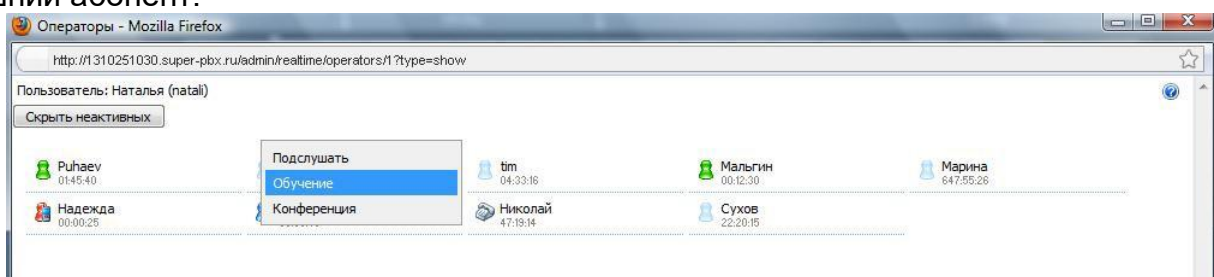 абонент?
Операторы - Mozilla Firefox
http://1310251030.super-pbx.ru/admin/realtime/operators/1?type=show
Пользователь: Наталья (natali)
Скрыть неактивных
Puhaev
01:45:40
Подслушать
Обучение
Конференция
tim
04:33:16
Мальгин
00:12:30
Марина
647:55:26
Надежда
00:00:25
Николай
47:19:14
Сухов
22:20:15